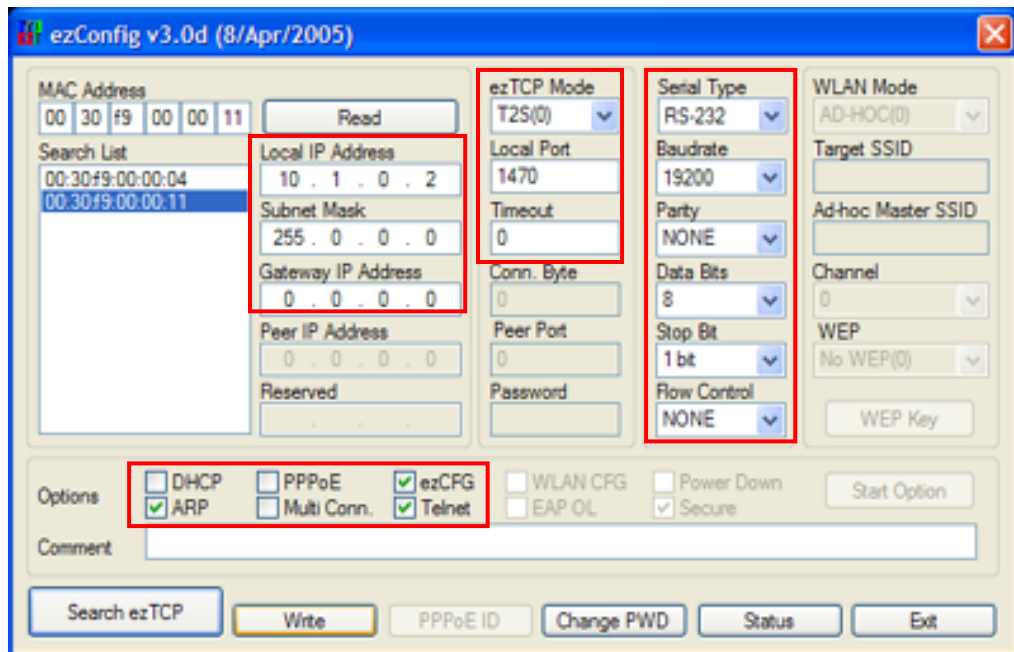 ezConfig v3.0d (8/Apr/2005)
MAC Address
00 30 f9 00 00 11
Read
Search List
00:30:f9:00:00:04
00:30:f9:00:00:11
Local IP Address
10 . 1 . 0 . 2
Subnet Mask
255 . 0 . 0 . 0
Gateway IP Address
0 . 0 . 0 . 0
Peer IP Address
0 . 0 . 0 . 0
Reserved
. . .
ezTCP Mode
T2S(0)
Local Port
1470
Timeout
0
Conn. Byte
0
Peer Port
0
Password
Serial Type
RS-232
Baudrate
19200
Parity
NONE
Data Bits
8
Stop Bit
1 bit
Flow Control
NONE
WLAN Mode
AD-HOC(0)
Target SSID
Ad-hoc Master SSID
Channel
0
WEP
No WEP(0)
WEP Key
Options
DHCP PPPoE ezCFG WLAN CFG Power Down
ARP Multi Conn. Telnet EAP OL Secure
Start Option
Comment
Search ezTCP Write PPPoE ID Change PWD Status Exit